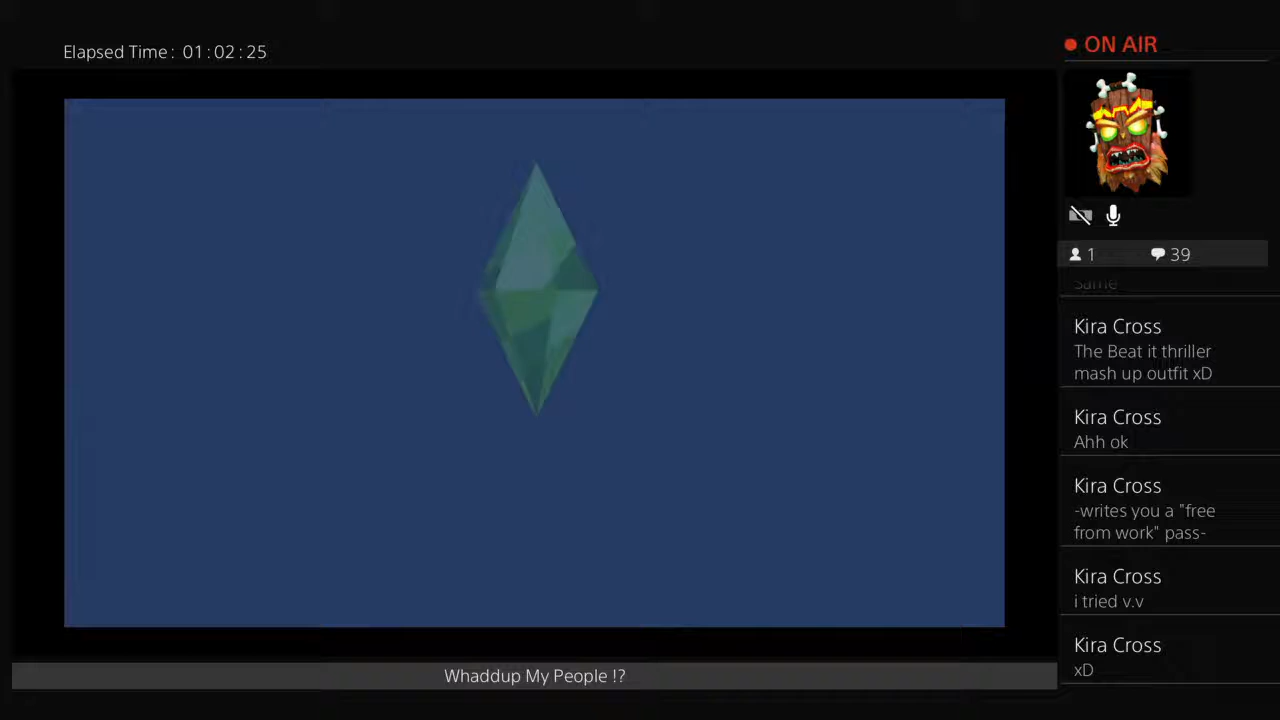 Elapsed Time: 01:02:25
ON AIR
1 39
Same
Kira Cross
The Beat it thriller
mash up outfit xD
Kira Cross
Ahh ok
Kira Cross
-writes you a "free
from work" pass-
Kira Cross
i tried v.v
Kira Cross
xD
Whaddup My People !?